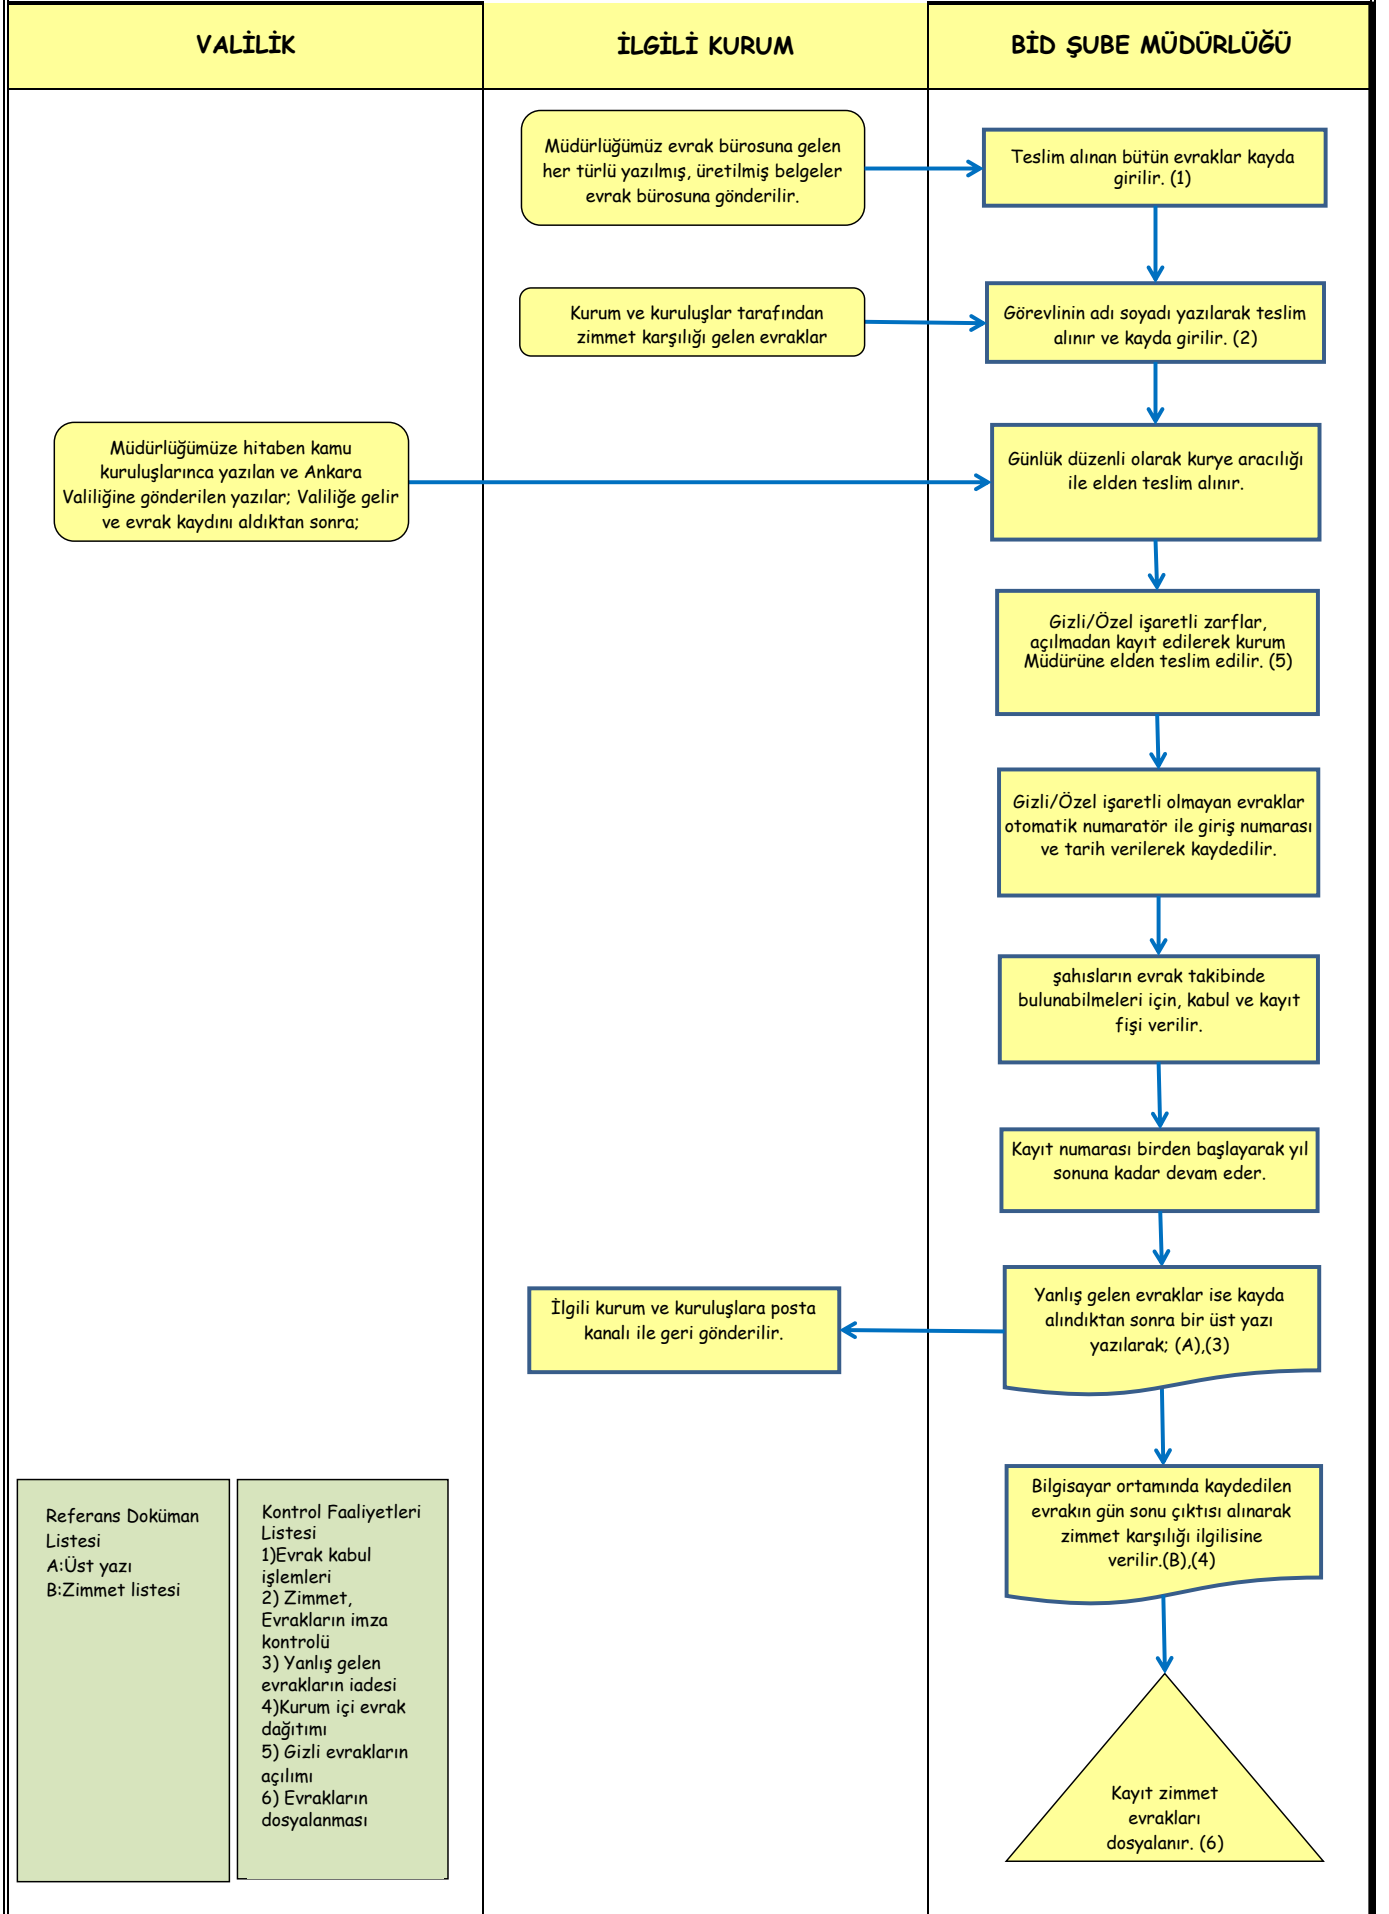 VALİLİK
İLGİLİ KURUM
BİD ŞUBE MÜDÜRLÜĞÜ
Müdürlüğümüz evrak bürosuna gelen
her türlü yazılmış, üretilmiş belgeler
evrak bürosuna gönderilir.
Teslim alınan bütün evraklar kayda
girilir. (1)
Kurum ve kuruluşlar tarafından
zimmet karşılığı gelen evraklar
Görevlinin adı soyadı yazılarak teslim
alınır ve kayda girilir. (2)
Müdürlüğümüze hitaben kamu
kuruluşlarınca yazılan ve Ankara
Valiliğine gönderilen yazılar; Valiliğe gelir
ve evrak kaydını aldıktan sonra;
Günlük düzenli olarak kurye aracılığı
ile elden teslim alınır.
Gizli/Özel işaretli zarflar,
açılmadan kayıt edilerek kurum
Müdürüne elden teslim edilir. (5)
Gizli/Özel işaretli olmayan evraklar
otomatik numaratör ile giriş numarası
ve tarih verilerek kaydedilir.
şahısların evrak takibinde
bulunabilmeleri için, kabul ve kayıt
fişi verilir.
Kayıt numarası birden başlayarak yıl
sonuna kadar devam eder.
Yanlış gelen evraklar ise kayda
alındıktan sonra bir üst yazı
yazılarak; (A),(3)
İlgili kurum ve kuruluşlara posta
kanalı ile geri gönderilir.
Bilgisayar ortamında kaydedilen
evrakın gün sonu çıktısı alınarak
zimmet karşılığı ilgilisine
verilir.(B),(4)
Kayıt zimmet
evrakları
dosyalanır. (6)
Referans Doküman
Listesi
A:Üst yazı
B:Zimmet listesi
Kontrol Faaliyetleri
Listesi
1)Evrak kabul
işlemleri
2) Zimmet,
Evrakların imza
kontrolü
3) Yanlış gelen
evrakların iadesi
4)Kurum içi evrak
dağıtımı
5) Gizli evrakların
açılımı
6) Evrakların
dosyalanması